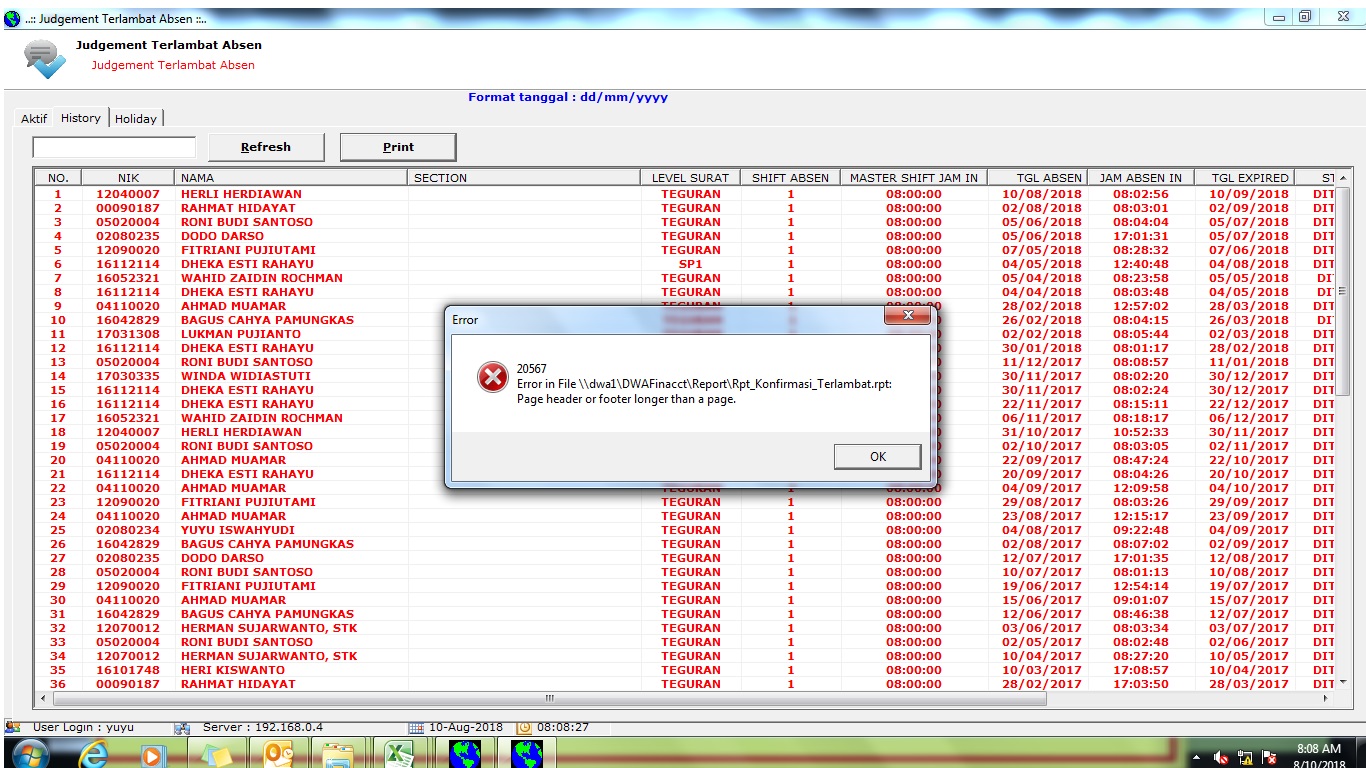 ..:: Judgement Terlambat Absen ::..
Judgement Terlambat Absen
Judgement Terlambat Absen
Format tanggal : dd/mm/yyyy
Aktif History Holiday
Refresh Print
NO. NIK NAMA SECTION LEVEL SURAT SHIFT ABSEN MASTER SHIFT JAM IN TGL ABSEN JAM ABSEN IN TGL EXPIRED ST
1 12040007 HERLI HERDIAWAN TEGURAN 1 08:00:00 10/08/2018 08:02:56 10/09/2018 DIT
2 00090187 RAHMAT HIDAYAT TEGURAN 1 08:00:00 02/08/2018 08:03:01 02/09/2018 DIT
3 05020004 RONI BUDI SANTOSO TEGURAN 1 08:00:00 05/06/2018 08:04:04 05/07/2018 DIT
4 02080235 DODO DARSO TEGURAN 1 08:00:00 05/06/2018 17:01:31 05/07/2018 DIT
5 12090020 FITRIANI PUJIUTAMI TEGURAN 1 08:00:00 07/05/2018 08:28:32 07/06/2018 DIT
6 16112114 DHEKA ESTI RAHAYU SP1 1 08:00:00 04/05/2018 12:40:48 04/08/2018 DIT
7 16052321 WAHID ZAIDIN ROCHMAN TEGURAN 1 08:00:00 05/04/2018 08:23:58 05/05/2018 DI
8 16112114 DHEKA ESTI RAHAYU TEGURAN 1 08:00:00 04/04/2018 08:03:48 04/05/2018 DI
9 04110020 AHMAD MUAMAR TEGURAN 1 08:00:00 28/02/2018 12:57:02 28/03/2018 DIT
10 16042829 BAGUS CAHYA PAMUNGKAS 26/02/2018 08:04:15 26/03/2018 DI
11 17031308 LUKMAN PUJIANTO 02/02/2018 08:05:44 02/03/2018 DIT
12 16112114 DHEKA ESTI RAHAYU 30/01/2018 08:01:17 28/02/2018 DIT
13 05020004 RONI BUDI SANTOSO 11/12/2017 08:08:57 11/01/2018 DIT
14 17030335 WINDA WIDIASTUTI 30/11/2017 08:02:20 30/12/2017 DIT
15 16112114 DHEKA ESTI RAHAYU 30/11/2017 08:02:24 30/12/2017 DIT
16 16112114 DHEKA ESTI RAHAYU 22/11/2017 08:15:11 22/12/2017 DIT
17 16052321 WAHID ZAIDIN ROCHMAN 06/11/2017 08:18:17 06/12/2017 DIT
18 12040007 HERLI HERDIAWAN 31/10/2017 10:52:33 30/11/2017 DIT
19 05020004 RONI BUDI SANTOSO 02/10/2017 08:03:05 02/11/2017 DIT
20 04110020 AHMAD MUAMAR 22/09/2017 08:47:24 22/10/2017 DIT
21 16112114 DHEKA ESTI RAHAYU 20/09/2017 08:04:26 20/10/2017 DIT
22 04110020 AHMAD MUAMAR TEGURAN 1 08:00:00 04/09/2017 12:09:58 04/10/2017 DIT
23 12090020 FITRIANI PUJIUTAMI TEGURAN 1 08:00:00 29/08/2017 08:03:26 29/09/2017 DIT
24 04110020 AHMAD MUAMAR TEGURAN 1 08:00:00 23/08/2017 12:15:17 23/09/2017 DIT
25 02080234 YUYU ISWAHYUDI TEGURAN 1 08:00:00 04/08/2017 09:22:48 04/09/2017 DIT
26 16042829 BAGUS CAHYA PAMUNGKAS TEGURAN 1 08:00:00 02/08/2017 08:07:02 02/09/2017 DIT
27 02080235 DODO DARSO TEGURAN 1 08:00:00 12/07/2017 17:01:35 12/08/2017 DIT
28 05020004 RONI BUDI SANTOSO TEGURAN 1 08:00:00 10/07/2017 08:01:13 10/08/2017 DIT
29 12090020 FITRIANI PUJIUTAMI TEGURAN 1 08:00:00 19/06/2017 12:54:14 19/07/2017 DIT
30 04110020 AHMAD MUAMAR TEGURAN 1 08:00:00 15/06/2017 09:01:07 15/07/2017 DIT
31 16042829 BAGUS CAHYA PAMUNGKAS TEGURAN 1 08:00:00 12/06/2017 08:46:38 12/07/2017 DIT
32 12070012 HERMAN SUJARWANTO, STK TEGURAN 1 08:00:00 03/06/2017 08:03:34 03/07/2017 DIT
33 05020004 RONI BUDI SANTOSO TEGURAN 1 08:00:00 02/05/2017 08:02:48 02/06/2017 DIT
34 12070012 HERMAN SUJARWANTO, STK TEGURAN 1 08:00:00 10/04/2017 08:27:20 10/05/2017 DIT
35 16101748 HERI KISWANTO TEGURAN 1 08:00:00 10/03/2017 17:08:57 10/04/2017 DIT
36 00090187 RAHMAT HIDAYAT TEGURAN 1 08:00:00 28/02/2017 17:03:50 28/03/2017 DIT
Error
20567
Error in File \\dwa1\DWAFinacct\Report\Rpt_Konfirmasi_Terlambat.rpt:
Page header or footer longer than a page.
OK
User Login : yuyu Server : 192.168.0.4 10-Aug-2018 08:08:27
8:08 AM
8/10/2018